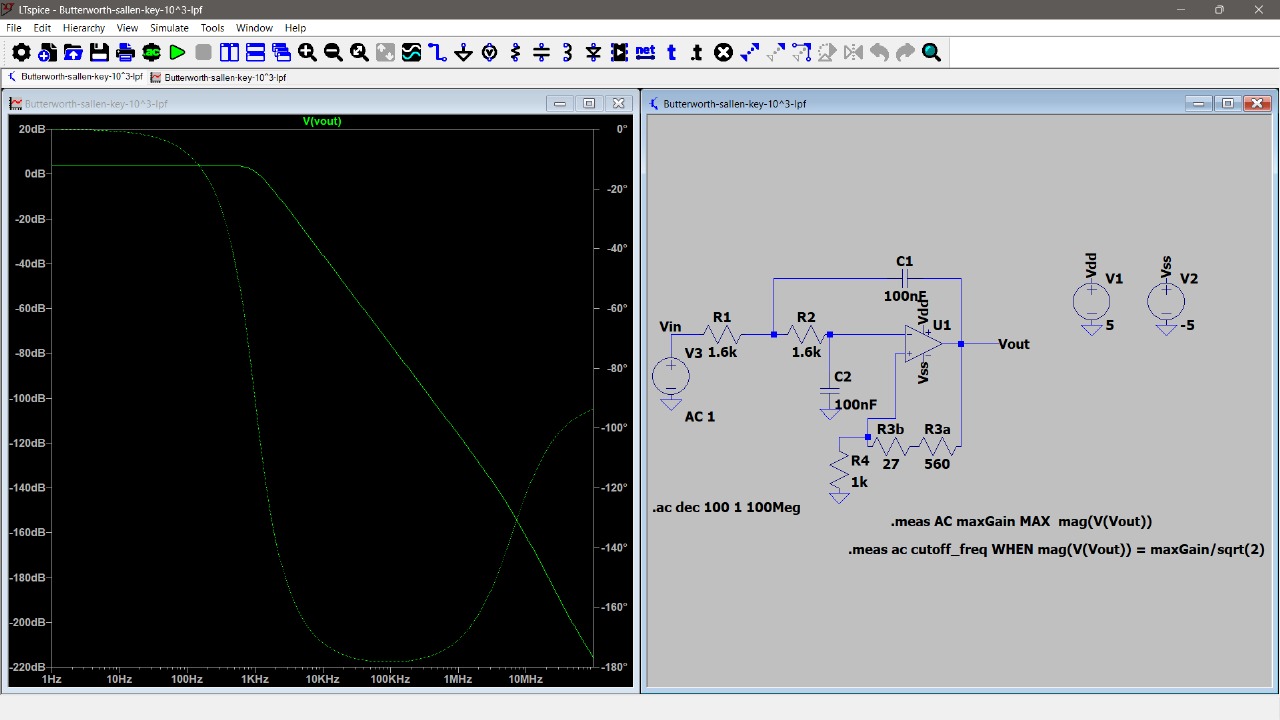 LTspice - Butterworth-sallen-key-10^3-lpf
File Edit Hierarchy View Simulate Tools Window Help
ac net t .t
Butterworth-sallen-key-10^3-lpf Butterworth-sallen-key-10^3-lpf
Butterworth-sallen-key-10^3-lpf
V(vout)
20dB
0dB
-20dB
-40dB
-60dB
-80dB
-100dB
-120dB
-140dB
-160dB
-180dB
-200dB
-220dB
0°
-20°
-40°
-60°
-80°
-100°
-120°
-140°
-160°
-180°
1Hz 10Hz 100Hz 1KHz 10KHz 100KHz 1MHz 10MHz
Butterworth-sallen-key-10^3-lpf
C1
100nF
Vdd
Vin
R1
1.6k
R2
1.6k
U1
Vout
Vss
V3
AC 1
C2
100nF
R3b
27
R3a
560
R4
1k
Vdd
V1
5
Vss
V2
-5
.ac dec 100 1 100Meg
.meas AC maxGain MAX mag(V(Vout))
.meas ac cutoff_freq WHEN mag(V(Vout)) = maxGain/sqrt(2)